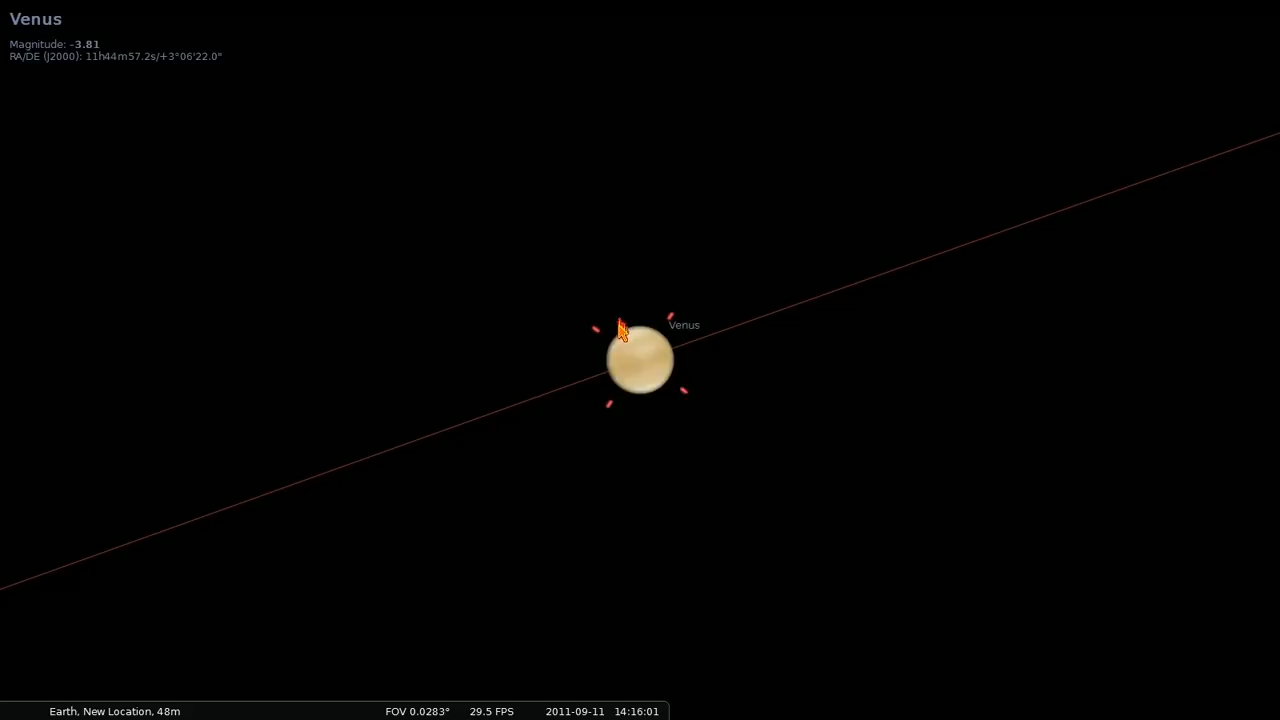 Venus
Magnitude: -3.81
RA/DE (J2000): 11h44m57.2s/+3°06'22.0"
Venus
Earth, New Location, 48m FOV 0.0283° 29.5 FPS 2011-09-11 14:16:01